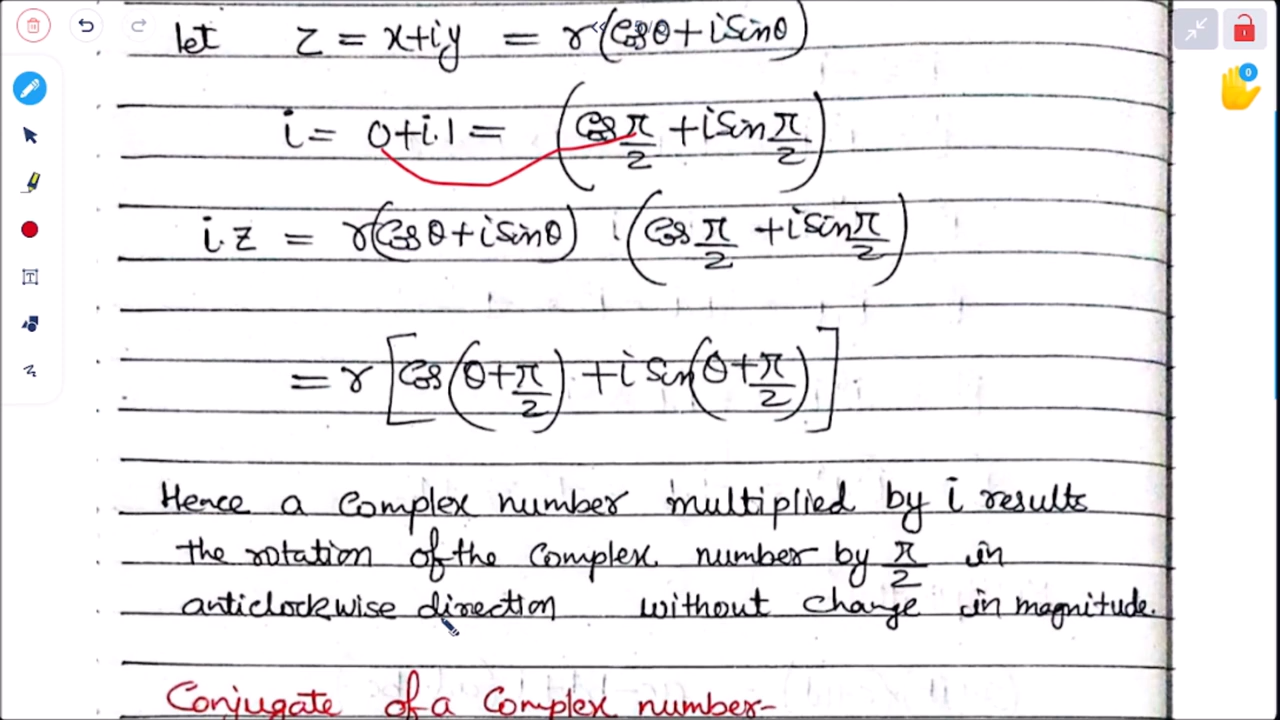 let z = x+iy = r(Cosθ+iSinθ)
i = 0+i.1 = (Cos π/2 + iSin π/2)
i.z = r(Cosθ+iSinθ) . (Cos π/2 + iSin π/2)
= r[Cos(θ+π/2) + i Sin(θ+π/2)]
Hence a Complex number multiplied by i results
the rotation of the Complex. number by π/2 in
anticlockwise direction without change in magnitude.
Conjugate of a Complex number-
0
T